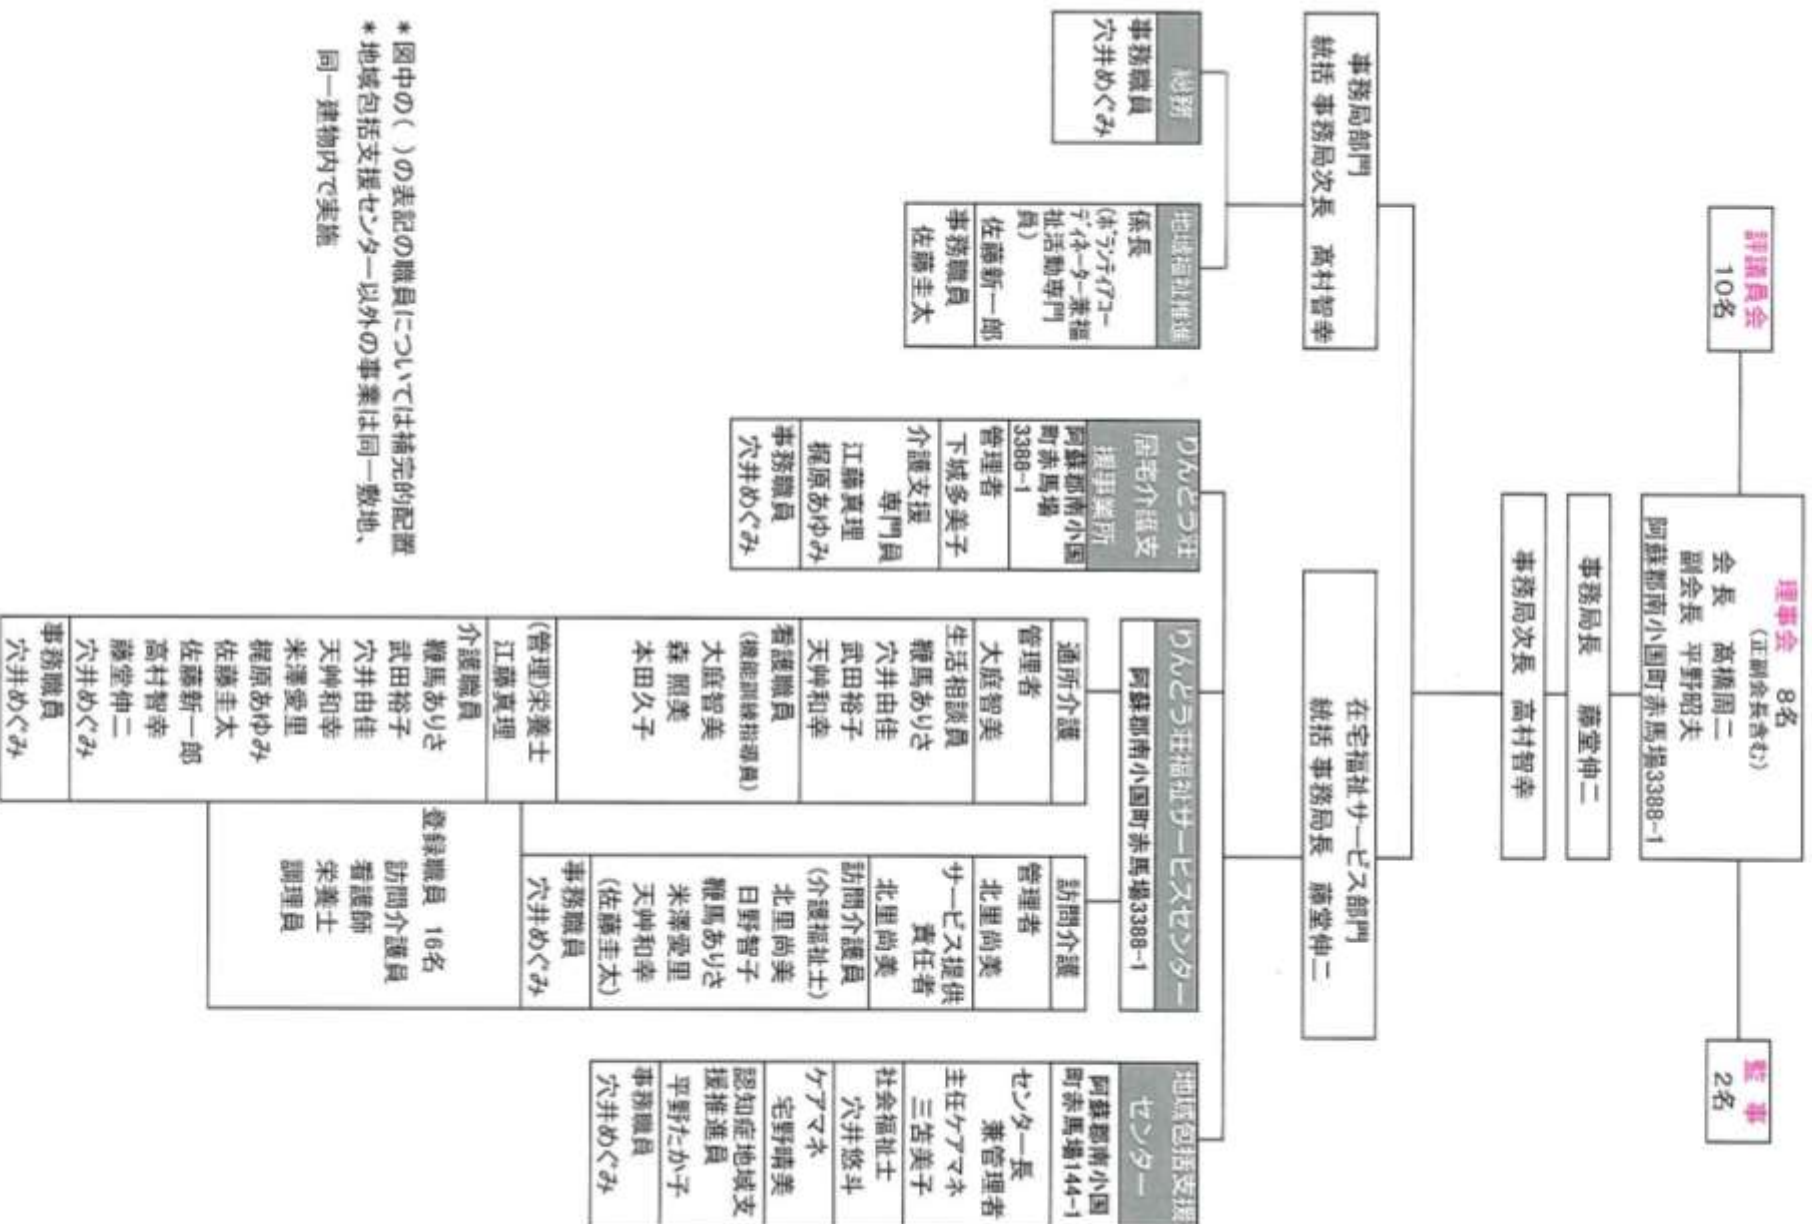 評議員会
10名
理事会 8名
(正副会長含む)
会 長 高橋周二
副会長 平野昭夫
阿蘇郡南小国町赤馬場3388-1
監 事
2名
事務局長 藤堂伸二
事務局次長 高村智幸
事務局部門
統括 事務局次長 高村智幸
在宅福祉サービス部門
統括 事務局長 藤堂伸二
総務
事務職員
穴井めぐみ
地域福祉推進
係長
(ボランティアコー
ディネーター兼福
祉活動専門
員)
佐藤新一郎
事務職員
佐藤圭太
りんどう荘
居宅介護支
援事業所
阿蘇郡南小国
町赤馬場
3388-1
管理者
下城多美子
介護支援
専門員
江藤真理
梶原あゆみ
事務職員
穴井めぐみ
りんどう荘福祉サービスセンター
阿蘇郡南小国町赤馬場3388-1
通所介護
管理者
大庭智美
生活相談員
鞭馬ありさ
穴井由佳
武田裕子
天艸和幸
看護職員
(機能訓練指導員)
大庭智美
森 照美
本田久子
(管理)栄養士
江藤真理
介護職員
鞭馬ありさ
武田裕子
穴井由佳
天艸和幸
米澤愛里
梶原あゆみ
佐藤圭太
佐藤新一郎
高村智幸
藤堂伸二
穴井めぐみ
事務職員
穴井めぐみ
訪問介護
管理者
北里尚美
サービス提供
責任者
北里尚美
訪問介護員
(介護福祉士)
北里尚美
日野智子
鞭馬ありさ
米澤愛里
天艸和幸
(佐藤圭太)
事務職員
穴井めぐみ
登録職員 16名
訪問介護員
看護師
栄養士
調理員
地域包括支援
センター
阿蘇郡南小国
町赤馬場144-1
センター長
兼管理者
主任ケアマネ
三笘美子
社会福祉士
穴井悠斗
ケアマネ
宅野晴美
認知症地域支
援推進員
平野たか子
事務職員
穴井めぐみ
*図中の( )の表記の職員については補完的配置
*地域包括支援センター以外の事業は同一敷地、
同一建物内で実施